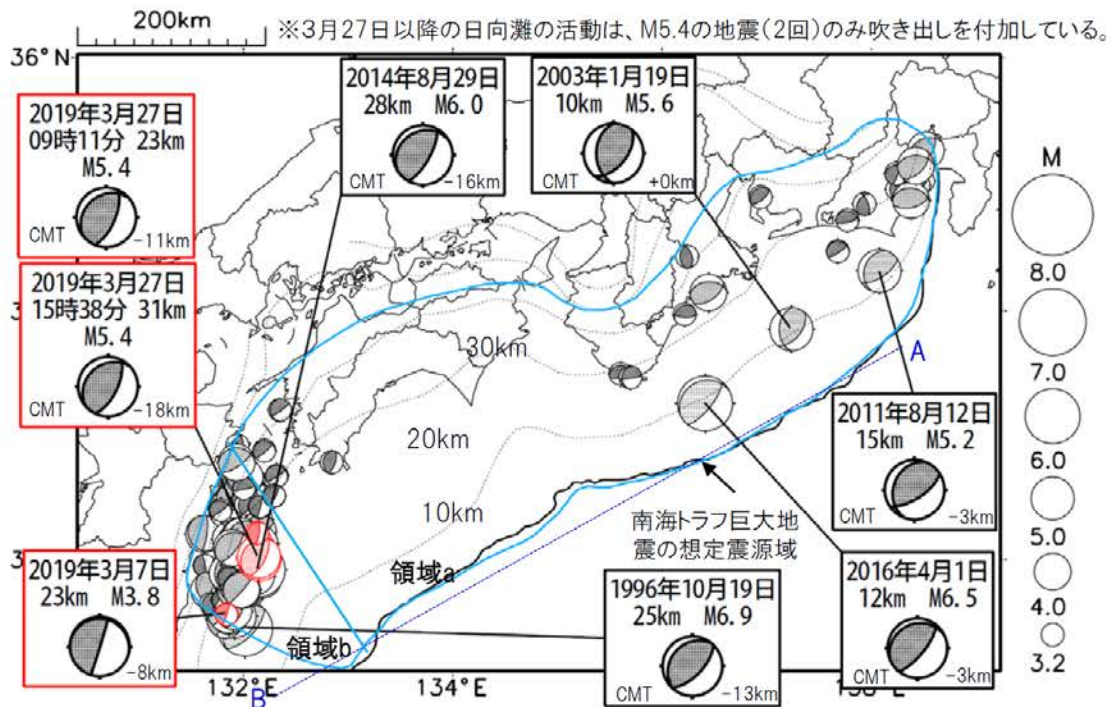 200km
※3月27日以降の日向灘の活動は、M5.4の地震(2回)のみ吹き出しを付加している。
36°N
2019年3月27日
09時11分 23km
M5.4
CMT
-11km
2014年8月29日
28km M6.0
CMT
-16km
2003年1月19日
10km M5.6
CMT
+0km
M
8.0
7.0
6.0
5.0
4.0
3.2
2019年3月27日
15時38分 31km
M5.4
CMT
-18km
30km
20km
10km
A
2011年8月12日
15km M5.2
CMT
-3km
南海トラフ巨大地
震の想定震源域
領域a
領域b
2019年3月7日
23km M3.8
CMT
-8km
1996年10月19日
25km M6.9
CMT
-13km
2016年4月1日
12km M6.5
CMT
-3km
132°E
B
134°E